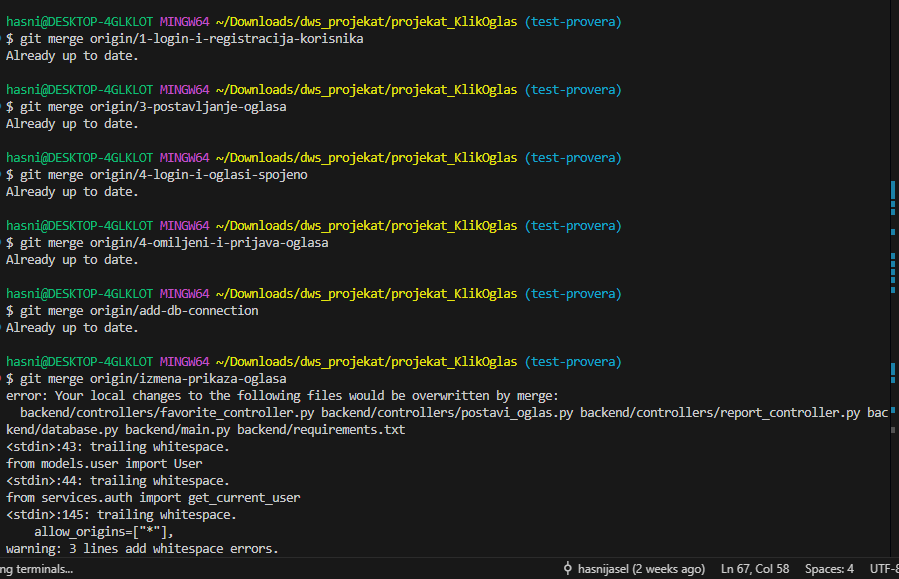 hasni@DESKTOP-4GLKLOT MINGW64 ~/Downloads/dws_projekat/projekat_KlikOglas (test-provera)
$ git merge origin/1-login-i-registracija-korisnika
Already up to date.
hasni@DESKTOP-4GLKLOT MINGW64 ~/Downloads/dws_projekat/projekat_KlikOglas (test-provera)
$ git merge origin/3-postavljanje-oglasa
Already up to date.
hasni@DESKTOP-4GLKLOT MINGW64 ~/Downloads/dws_projekat/projekat_KlikOglas (test-provera)
$ git merge origin/4-login-i-oglasi-spojeno
Already up to date.
hasni@DESKTOP-4GLKLOT MINGW64 ~/Downloads/dws_projekat/projekat_KlikOglas (test-provera)
$ git merge origin/4-omiljeni-i-prijava-oglasa
Already up to date.
hasni@DESKTOP-4GLKLOT MINGW64 ~/Downloads/dws_projekat/projekat_KlikOglas (test-provera)
$ git merge origin/add-db-connection
Already up to date.
hasni@DESKTOP-4GLKLOT MINGW64 ~/Downloads/dws_projekat/projekat_KlikOglas (test-provera)
$ git merge origin/izmena-prikaza-oglasa
error: Your local changes to the following files would be overwritten by merge:
  backend/controllers/favorite_controller.py backend/controllers/postavi_oglas.py backend/controllers/report_controller.py bac
kend/database.py backend/main.py backend/requirements.txt
<stdin>:43: trailing whitespace.
from models.user import User
<stdin>:44: trailing whitespace.
from services.auth import get_current_user
<stdin>:145: trailing whitespace.
    allow_origins=["*"],
warning: 3 lines add whitespace errors.
ng terminals... hasnijasel (2 weeks ago) Ln 67, Col 58 Spaces: 4 UTF-8